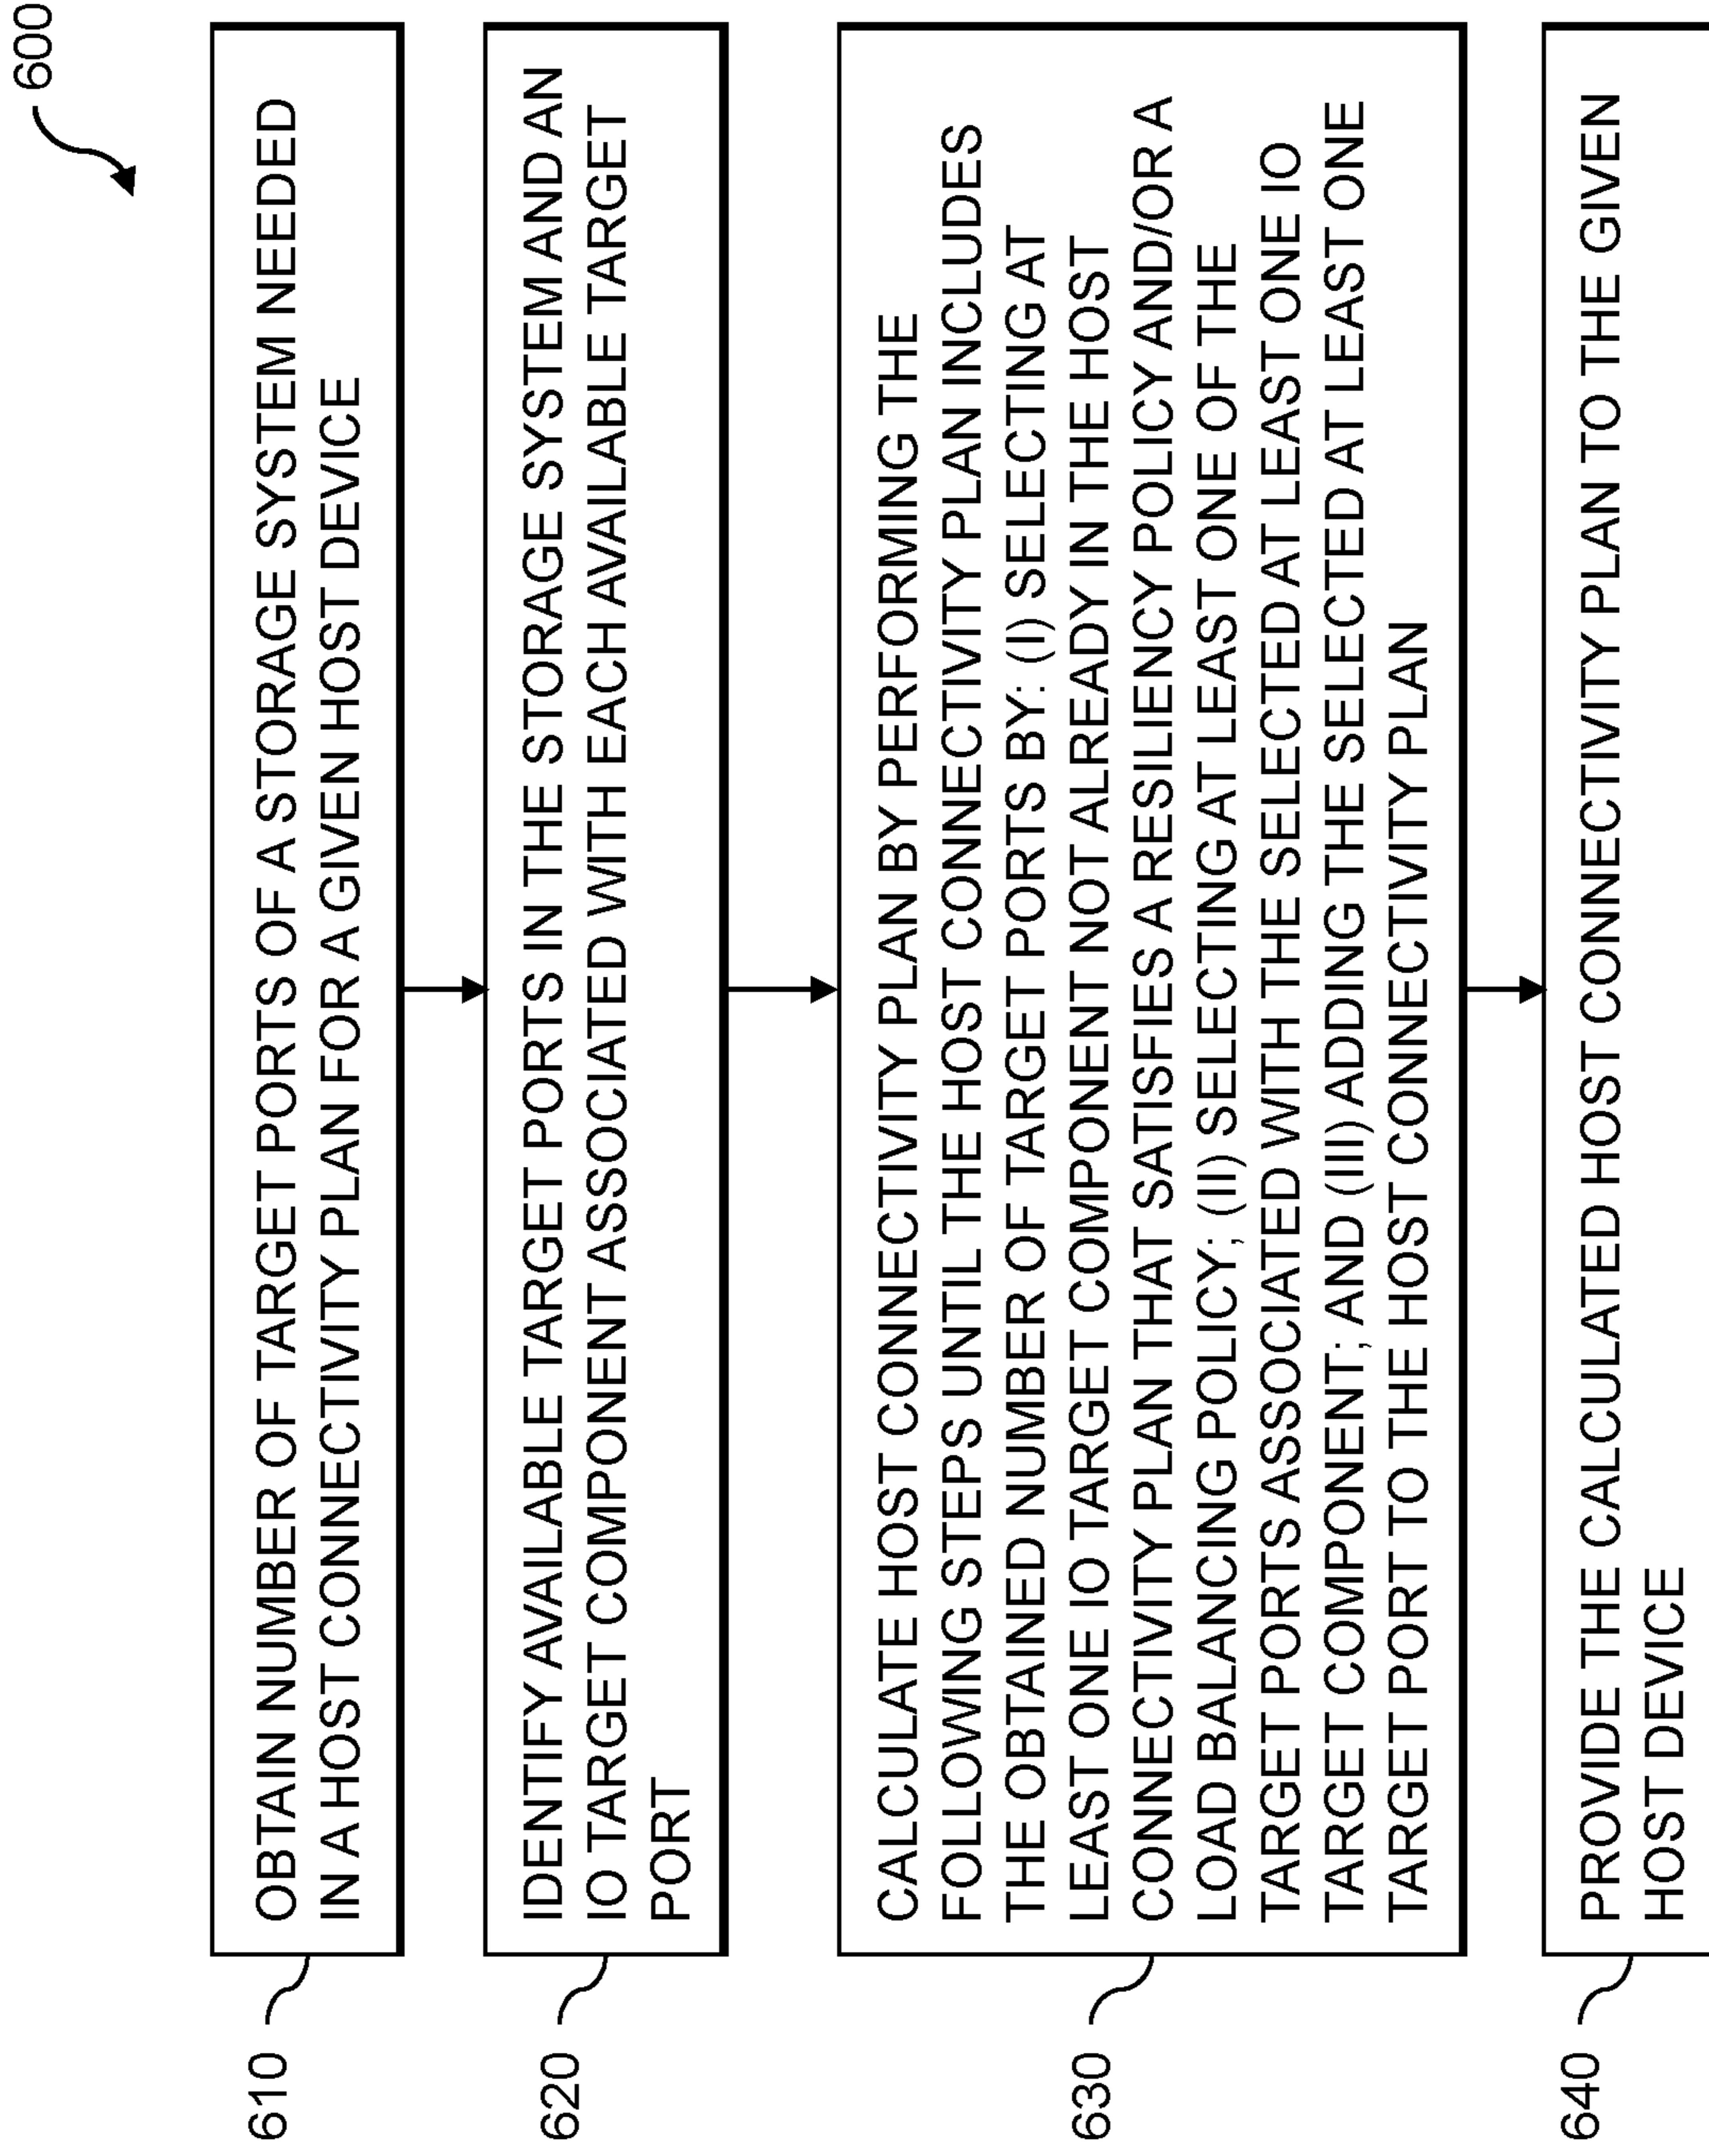 600
610
OBTAIN NUMBER OF TARGET PORTS OF A STORAGE SYSTEM NEEDED
IN A HOST CONNECTIVITY PLAN FOR A GIVEN HOST DEVICE
620
IDENTIFY AVAILABLE TARGET PORTS IN THE STORAGE SYSTEM AND AN
IO TARGET COMPONENT ASSOCIATED WITH EACH AVAILABLE TARGET
PORT
630
CALCULATE HOST CONNECTIVITY PLAN BY PERFORMING THE
FOLLOWING STEPS UNTIL THE HOST CONNECTIVITY PLAN INCLUDES
THE OBTAINED NUMBER OF TARGET PORTS BY: (I) SELECTING AT
LEAST ONE IO TARGET COMPONENT NOT ALREADY IN THE HOST
CONNECTIVITY PLAN THAT SATISFIES A RESILIENCY POLICY AND/OR A
LOAD BALANCING POLICY; (II) SELECTING AT LEAST ONE OF THE
TARGET PORTS ASSOCIATED WITH THE SELECTED AT LEAST ONE IO
TARGET COMPONENT; AND (III) ADDING THE SELECTED AT LEAST ONE
TARGET PORT TO THE HOST CONNECTIVITY PLAN
640
PROVIDE THE CALCULATED HOST CONNECTIVITY PLAN TO THE GIVEN
HOST DEVICE